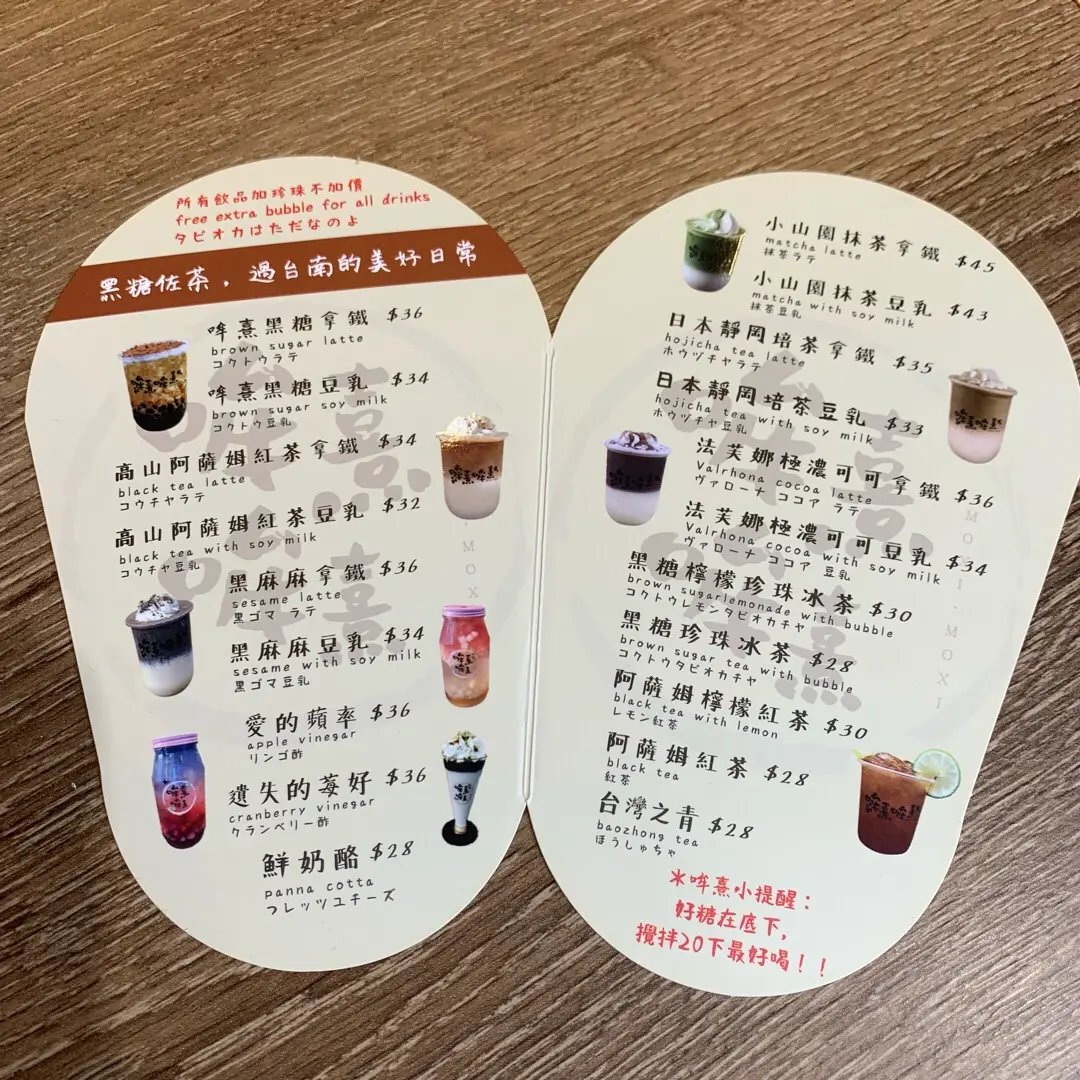 所有飲品加珍珠不加價
free extra bubble for all drinks
タピオカはただなのよ
黑糖佐茶，過台南的美好日常
哞熹黑糖拿鐵 $36
brown sugar latte
コクトウラテ
哞熹黑糖豆乳 $34
brown sugar soy milk
コクトウ豆乳
高山阿薩姆紅茶拿鐵 $34
black tea latte
コウチヤラテ
高山阿薩姆紅茶豆乳 $32
black tea with soy milk
コウチヤ豆乳
黑麻麻拿鐵 $36
sesame latte
黒ゴマ ラテ
黑麻麻豆乳 $34
sesame with soy milk
黒ゴマ豆乳
愛的蘋率 $36
apple vinegar
リンゴ酢
遺失的莓好 $36
cranberry vinegar
クランベリー酢
鮮奶酪 $28
panna cotta
フレッツユチーズ
小山園抹茶拿鐵 $45
matcha latte
抹茶ラテ
小山園抹茶豆乳 $43
matcha with soy milk
抹茶豆乳
日本靜岡培茶拿鐵 $35
hojicha tea latte
ホウヅチヤラテ
日本靜岡培茶豆乳 $33
hojicha tea with soy milk
ホウヅチヤ豆乳
法芙娜極濃可可拿鐵 $36
Valrhona cocoa latte
ヴァローナ ココア ラテ
法芙娜極濃可可豆乳 $34
Valrhona cocoa with soy milk
ヴァローナ ココア 豆乳
黑糖檸檬珍珠冰茶 $30
brown sugarlemonade with bubble
コクトウレモンタピオカチヤ
黑糖珍珠冰茶 $28
brown sugar tea with bubble
コクトウタピオカチヤ
阿薩姆檸檬紅茶 $30
black tea with lemon
レモン紅茶
阿薩姆紅茶 $28
black tea
紅茶
台灣之青 $28
baozhong tea
ほうしゅちゃ
＊哞熹小提醒：
好糖在底下，
攪拌20下最好喝！！